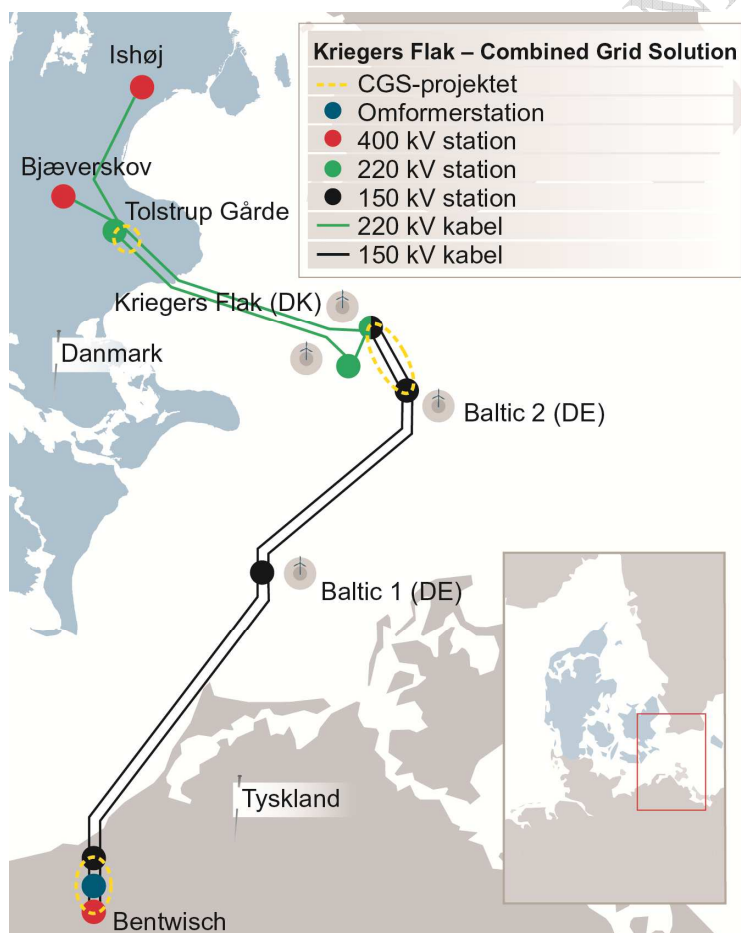 Kriegers Flak – Combined Grid Solution
CGS-projektet
Omformerstation
400 kV station
220 kV station
150 kV station
220 kV kabel
150 kV kabel
Ishøj
Bjæverskov
Tolstrup Gårde
Kriegers Flak (DK)
Danmark
Baltic 2 (DE)
Baltic 1 (DE)
Tyskland
Bentwisch